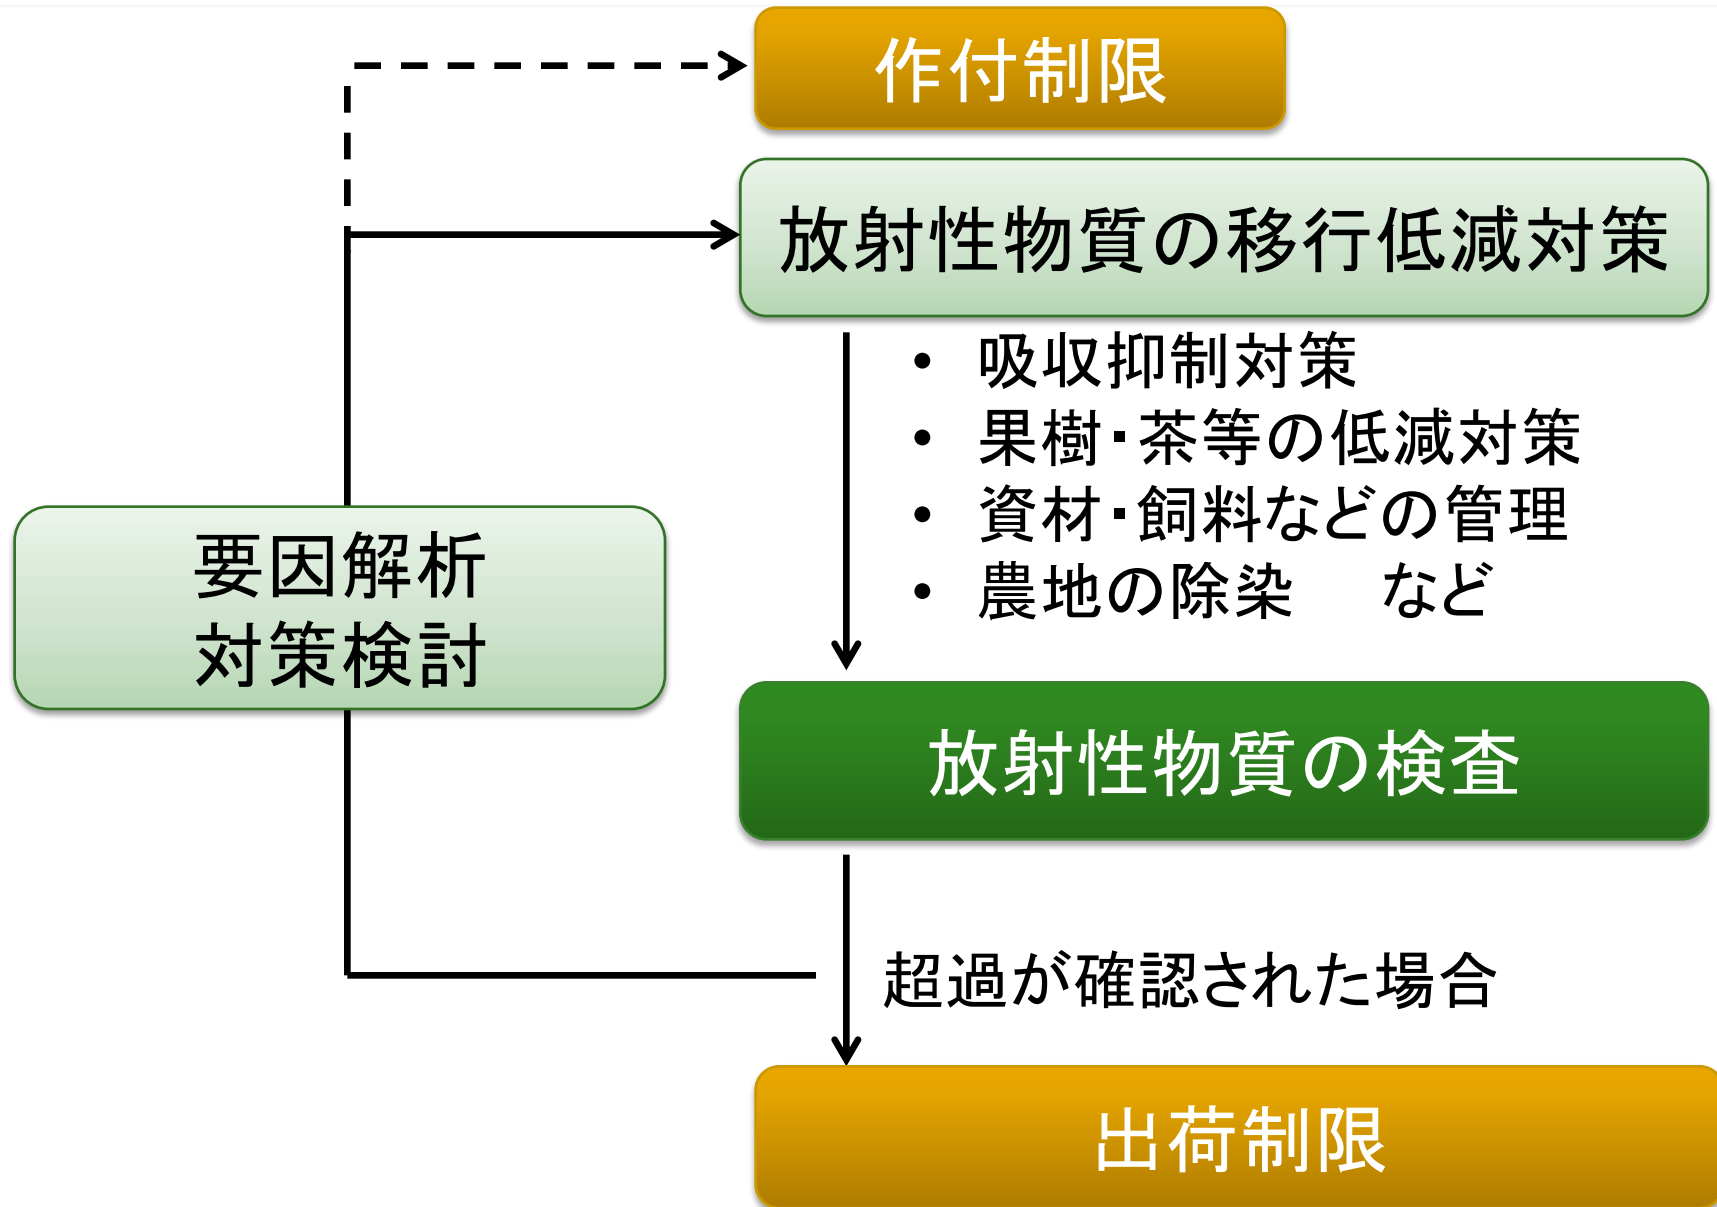 作付制限
放射性物質の移行低減対策
• 吸収抑制対策
• 果樹・茶等の低減対策
• 資材・飼料などの管理
• 農地の除染　など
要因解析
対策検討
放射性物質の検査
超過が確認された場合
出荷制限